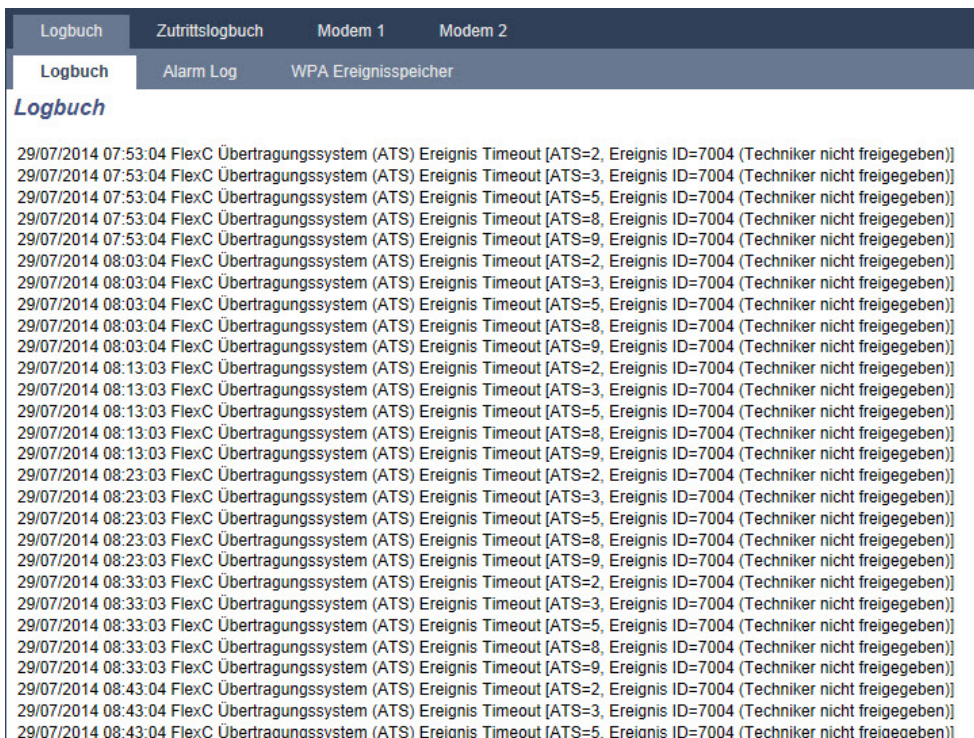 Logbuch Zutrittslogbuch Modem 1 Modem 2
Logbuch Alarm Log WPA Ereignisspeicher
Logbuch
29/07/2014 07:53:04 FlexC Übertragungssystem (ATS) Ereignis Timeout [ATS=2, Ereignis ID=7004 (Techniker nicht freigegeben)]
29/07/2014 07:53:04 FlexC Übertragungssystem (ATS) Ereignis Timeout [ATS=3, Ereignis ID=7004 (Techniker nicht freigegeben)]
29/07/2014 07:53:04 FlexC Übertragungssystem (ATS) Ereignis Timeout [ATS=5, Ereignis ID=7004 (Techniker nicht freigegeben)]
29/07/2014 07:53:04 FlexC Übertragungssystem (ATS) Ereignis Timeout [ATS=8, Ereignis ID=7004 (Techniker nicht freigegeben)]
29/07/2014 07:53:04 FlexC Übertragungssystem (ATS) Ereignis Timeout [ATS=9, Ereignis ID=7004 (Techniker nicht freigegeben)]
29/07/2014 08:03:04 FlexC Übertragungssystem (ATS) Ereignis Timeout [ATS=2, Ereignis ID=7004 (Techniker nicht freigegeben)]
29/07/2014 08:03:04 FlexC Übertragungssystem (ATS) Ereignis Timeout [ATS=3, Ereignis ID=7004 (Techniker nicht freigegeben)]
29/07/2014 08:03:04 FlexC Übertragungssystem (ATS) Ereignis Timeout [ATS=5, Ereignis ID=7004 (Techniker nicht freigegeben)]
29/07/2014 08:03:04 FlexC Übertragungssystem (ATS) Ereignis Timeout [ATS=8, Ereignis ID=7004 (Techniker nicht freigegeben)]
29/07/2014 08:03:04 FlexC Übertragungssystem (ATS) Ereignis Timeout [ATS=9, Ereignis ID=7004 (Techniker nicht freigegeben)]
29/07/2014 08:13:03 FlexC Übertragungssystem (ATS) Ereignis Timeout [ATS=2, Ereignis ID=7004 (Techniker nicht freigegeben)]
29/07/2014 08:13:03 FlexC Übertragungssystem (ATS) Ereignis Timeout [ATS=3, Ereignis ID=7004 (Techniker nicht freigegeben)]
29/07/2014 08:13:03 FlexC Übertragungssystem (ATS) Ereignis Timeout [ATS=5, Ereignis ID=7004 (Techniker nicht freigegeben)]
29/07/2014 08:13:03 FlexC Übertragungssystem (ATS) Ereignis Timeout [ATS=8, Ereignis ID=7004 (Techniker nicht freigegeben)]
29/07/2014 08:13:03 FlexC Übertragungssystem (ATS) Ereignis Timeout [ATS=9, Ereignis ID=7004 (Techniker nicht freigegeben)]
29/07/2014 08:23:03 FlexC Übertragungssystem (ATS) Ereignis Timeout [ATS=2, Ereignis ID=7004 (Techniker nicht freigegeben)]
29/07/2014 08:23:03 FlexC Übertragungssystem (ATS) Ereignis Timeout [ATS=3, Ereignis ID=7004 (Techniker nicht freigegeben)]
29/07/2014 08:23:03 FlexC Übertragungssystem (ATS) Ereignis Timeout [ATS=5, Ereignis ID=7004 (Techniker nicht freigegeben)]
29/07/2014 08:23:03 FlexC Übertragungssystem (ATS) Ereignis Timeout [ATS=8, Ereignis ID=7004 (Techniker nicht freigegeben)]
29/07/2014 08:23:03 FlexC Übertragungssystem (ATS) Ereignis Timeout [ATS=9, Ereignis ID=7004 (Techniker nicht freigegeben)]
29/07/2014 08:33:03 FlexC Übertragungssystem (ATS) Ereignis Timeout [ATS=2, Ereignis ID=7004 (Techniker nicht freigegeben)]
29/07/2014 08:33:03 FlexC Übertragungssystem (ATS) Ereignis Timeout [ATS=3, Ereignis ID=7004 (Techniker nicht freigegeben)]
29/07/2014 08:33:03 FlexC Übertragungssystem (ATS) Ereignis Timeout [ATS=5, Ereignis ID=7004 (Techniker nicht freigegeben)]
29/07/2014 08:33:03 FlexC Übertragungssystem (ATS) Ereignis Timeout [ATS=8, Ereignis ID=7004 (Techniker nicht freigegeben)]
29/07/2014 08:33:03 FlexC Übertragungssystem (ATS) Ereignis Timeout [ATS=9, Ereignis ID=7004 (Techniker nicht freigegeben)]
29/07/2014 08:43:04 FlexC Übertragungssystem (ATS) Ereignis Timeout [ATS=2, Ereignis ID=7004 (Techniker nicht freigegeben)]
29/07/2014 08:43:04 FlexC Übertragungssystem (ATS) Ereignis Timeout [ATS=3, Ereignis ID=7004 (Techniker nicht freigegeben)]
29/07/2014 08:43:04 FlexC Übertragungssystem (ATS) Ereignis Timeout [ATS=5, Ereignis ID=7004 (Techniker nicht freigegeben)]